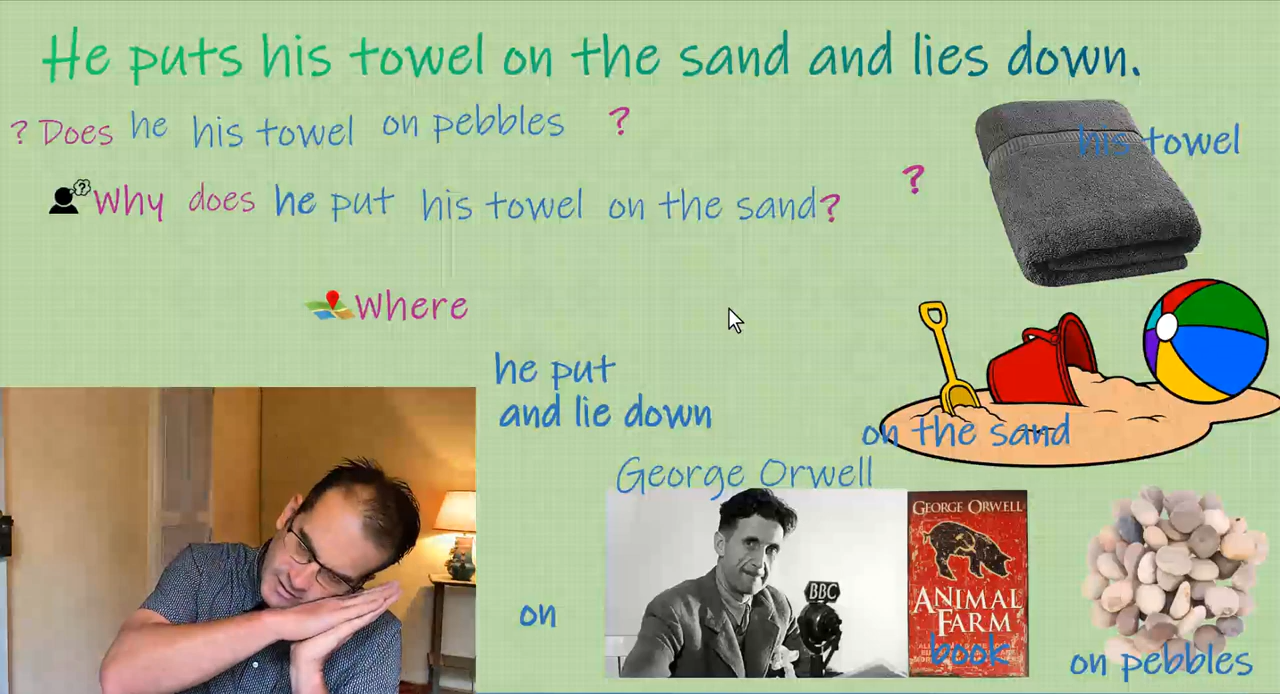 He puts his towel on the sand and lies down.
? Does he his towel on pebbles ?
his towel
Why does he put his towel on the sand?
?
Where
he put
and lie down
on the sand
George Orwell
BBC
GEORGE ORWELL
ANIMAL
FARM
on
book
on pebbles